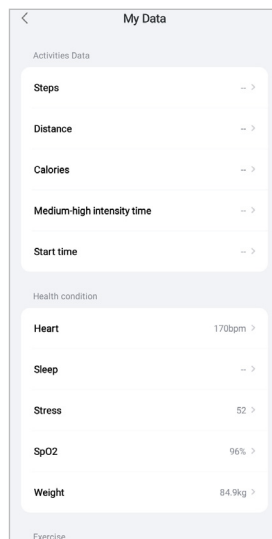 My Data
Activities Data
Steps -- >
Distance -- >
Calories -- >
Medium-high intensity time -- >
Start time -- >
Health condition
Heart 170bpm >
Sleep -- >
Stress 52 >
SpO2 96% >
Weight 84.9kg >
Exercise